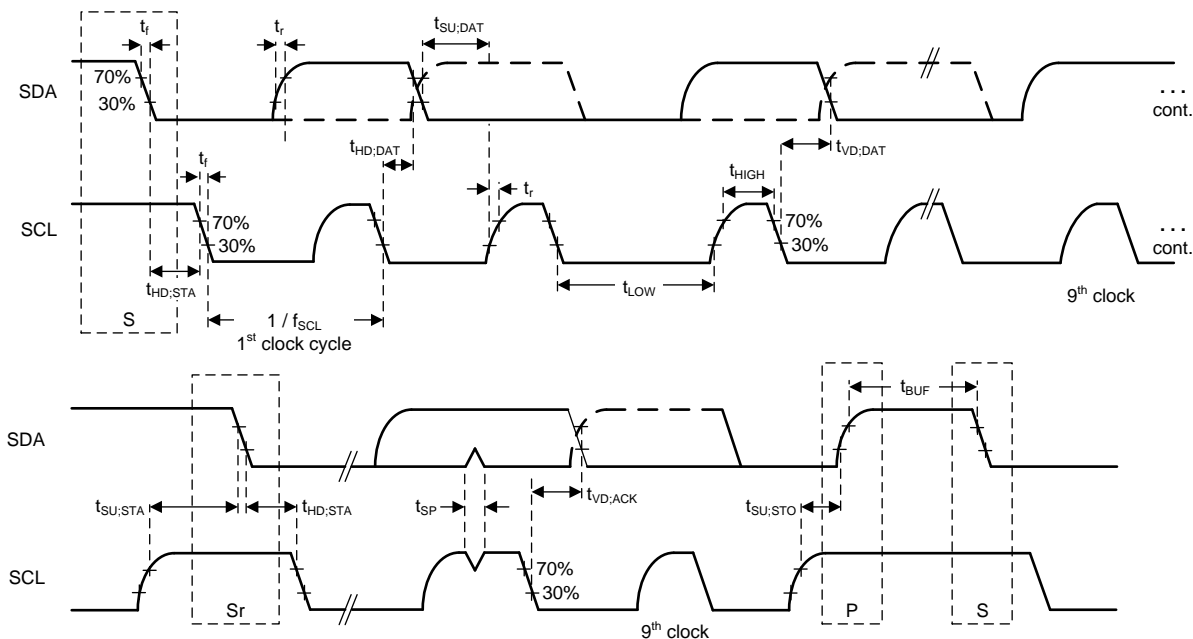 tf
tr
tSU;DAT
70%
30%
SDA
. . .
cont.
tHD;DAT
tVD;DAT
tf
tr
tHIGH
70%
30%
70%
30%
SCL
. . .
cont.
tHD;STA
tLOW
9th clock
S
1 / fSCL
1st clock cycle
tBUF
SDA
tSU;STA
tHD;STA
tSP
tVD;ACK
tSU;STO
70%
30%
SCL
Sr
P
S
9th clock